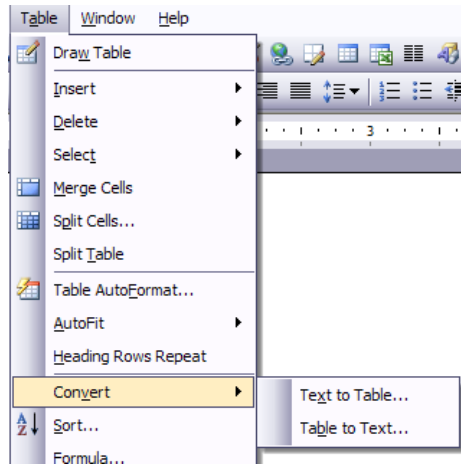 Table Window Help
Draw Table
Insert
Delete
Select
3
Merge Cells
Split Cells...
Split Table
Table AutoFormat...
AutoFit
Heading Rows Repeat
Convert
Text to Table...
Sort...
Table to Text...
Formula...